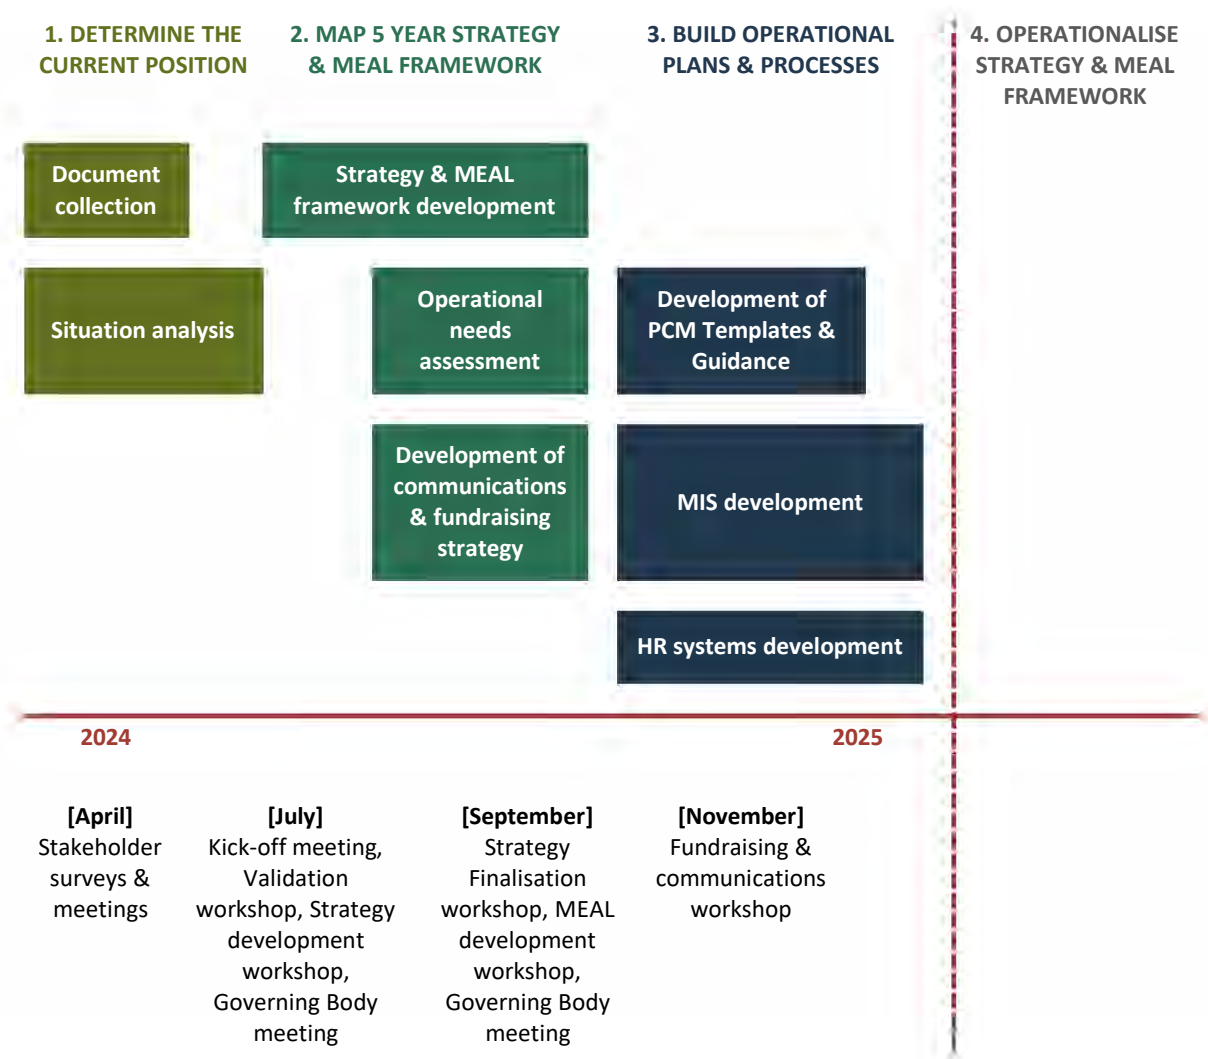 1. DETERMINE THE
CURRENT POSITION
2. MAP 5 YEAR STRATEGY
& MEAL FRAMEWORK
3. BUILD OPERATIONAL
PLANS & PROCESSES
4. OPERATIONALISE
STRATEGY & MEAL
FRAMEWORK
Document
collection
Strategy & MEAL
framework development
Situation analysis
Operational
needs
assessment
Development of
PCM Templates &
Guidance
Development of
communications
& fundraising
strategy
MIS development
HR systems development
2024
2025
[April]
Stakeholder
surveys &
meetings
[July]
Kick-off meeting,
Validation
workshop, Strategy
development
workshop,
Governing Body
meeting
[September]
Strategy
Finalisation
workshop, MEAL
development
workshop,
Governing Body
meeting
[November]
Fundraising &
communications
workshop